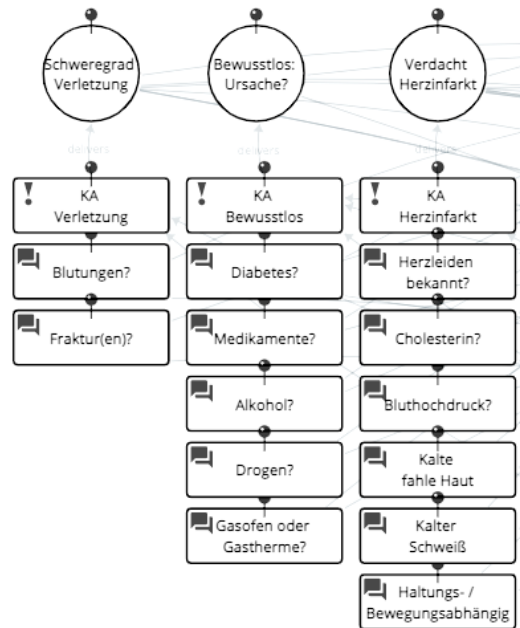 Schweregrad
Verletzung
Bewusstlos:
Ursache?
Verdacht
Herzinfarkt
delivers
delivers
delivers
KA
Verletzung
Blutungen?
Fraktur(en)?
KA
Bewusstlos
Diabetes?
Medikamente?
Alkohol?
Drogen?
Gasofen oder
Gastherme?
KA
Herzinfarkt
Herzleiden
bekannt?
Cholesterin?
Bluthochdruck?
Kalte
fahle Haut
Kalter
Schweiß
Haltungs- /
Bewegungsabhängig